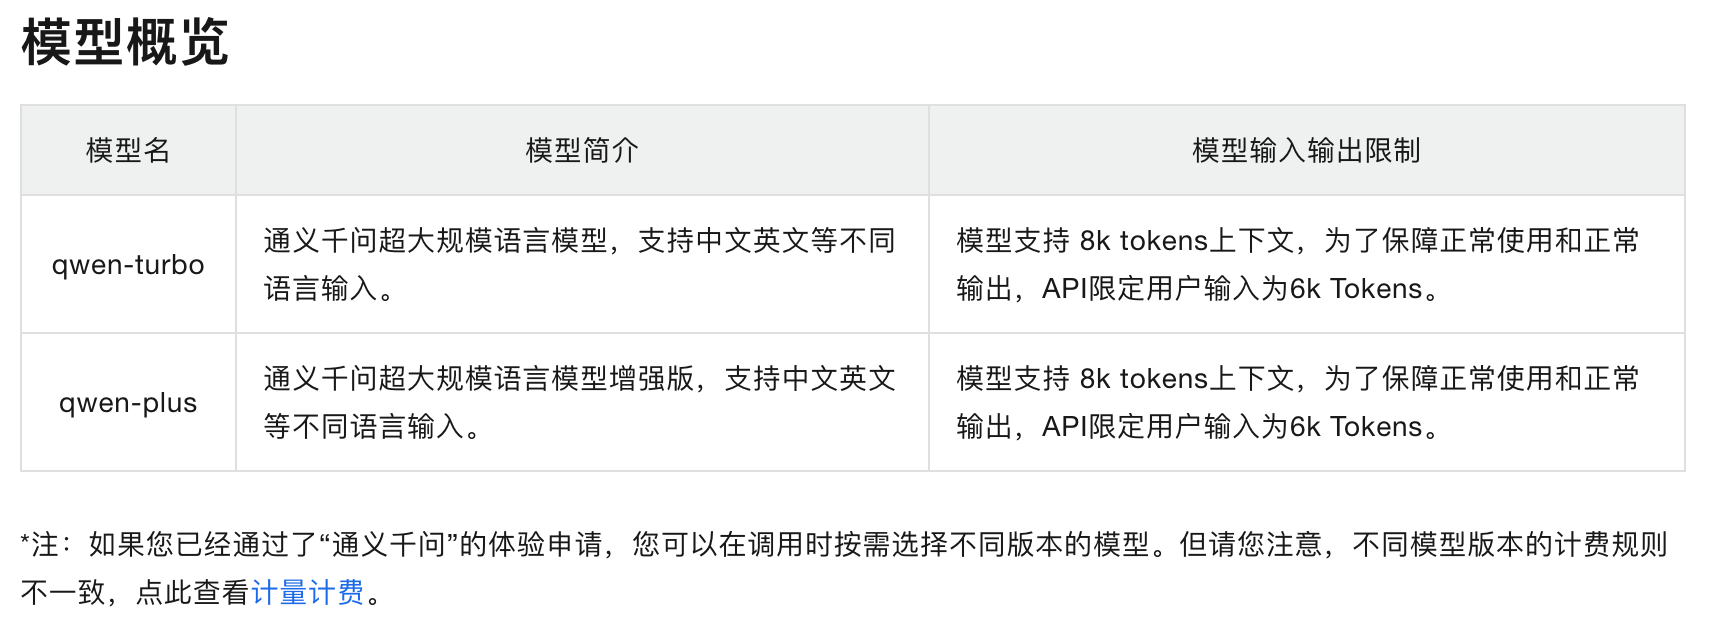 模型概览
模型名
模型简介
模型输入输出限制
qwen-turbo
通义千问超大规模语言模型，支持中文英文等不同
语言输入。
模型支持 8k tokens上下文，为了保障正常使用和正常
输出，API限定用户输入为6k Tokens。
qwen-plus
通义千问超大规模语言模型增强版，支持中文英文
等不同语言输入。
模型支持 8k tokens上下文，为了保障正常使用和正常
输出，API限定用户输入为6k Tokens。
*注：如果您已经通过了“通义千问”的体验申请，您可以在调用时按需选择不同版本的模型。但请您注意，不同模型版本的计费规则
不一致，点此查看计量计费。